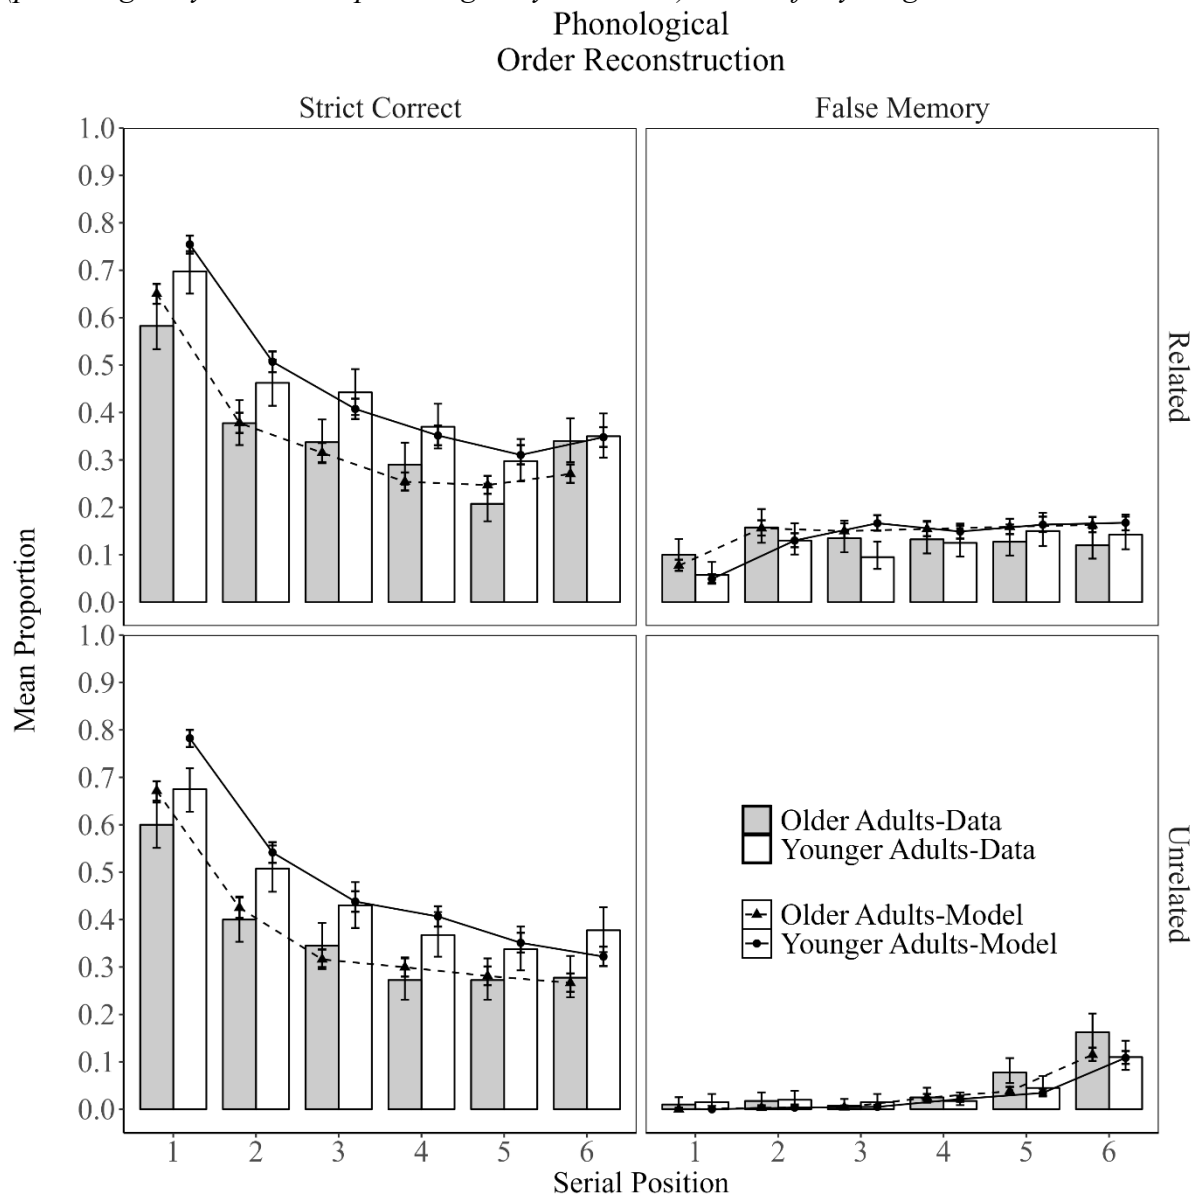 Phonological
Order Reconstruction
Strict Correct
False Memory
1.0
0.9
0.8
0.7
0.6
0.5
0.4
0.3
0.2
0.1
0.0
Related
1.0
0.9
0.8
0.7
0.6
0.5
0.4
0.3
0.2
0.1
0.0
Unrelated
Mean Proportion
Older Adults-Data
Younger Adults-Data
Older Adults-Model
Younger Adults-Model
1 2 3 4 5 6
1 2 3 4 5 6
Serial Position